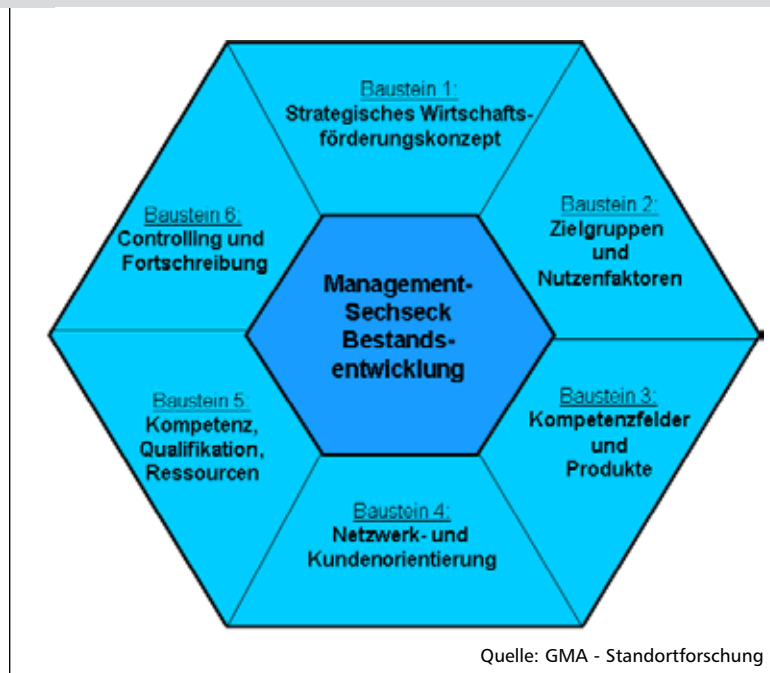 Baustein 1:
Strategisches Wirtschafts-
förderungskonzept
Baustein 2:
Zielgruppen
und
Nutzenfaktoren
Baustein 3:
Kompetenzfelder
und
Produkte
Baustein 4:
Netzwerk- und
Kundenorientierung
Baustein 5:
Kompetenz,
Qualifikation,
Ressourcen
Baustein 6:
Controlling und
Fortschreibung
Management-
Sechseck
Bestands-
entwicklung
Quelle: GMA - Standortforschung